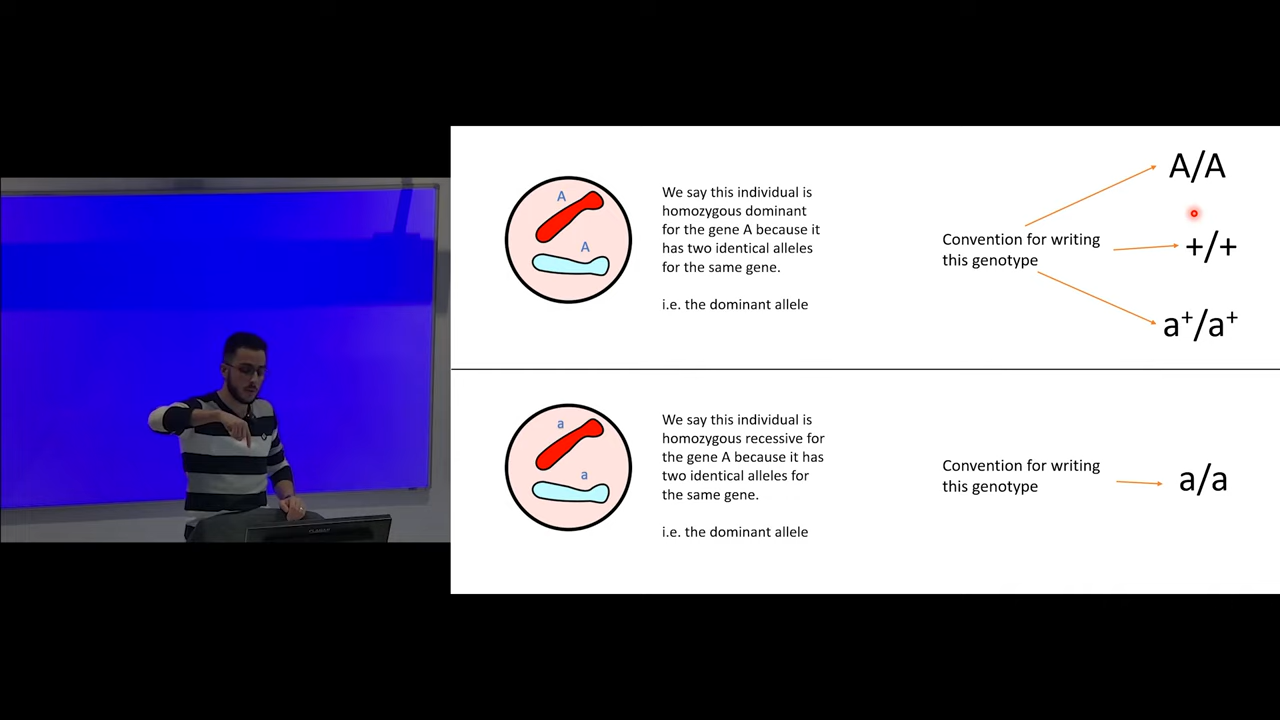 A
A
We say this individual is
homozygous dominant
for the gene A because it
has two identical alleles
for the same gene.
i.e. the dominant allele
Convention for writing
this genotype
A/A
+/+
a⁺/a⁺
a
a
We say this individual is
homozygous recessive for
the gene A because it has
two identical alleles for
the same gene.
i.e. the dominant allele
Convention for writing
this genotype
a/a